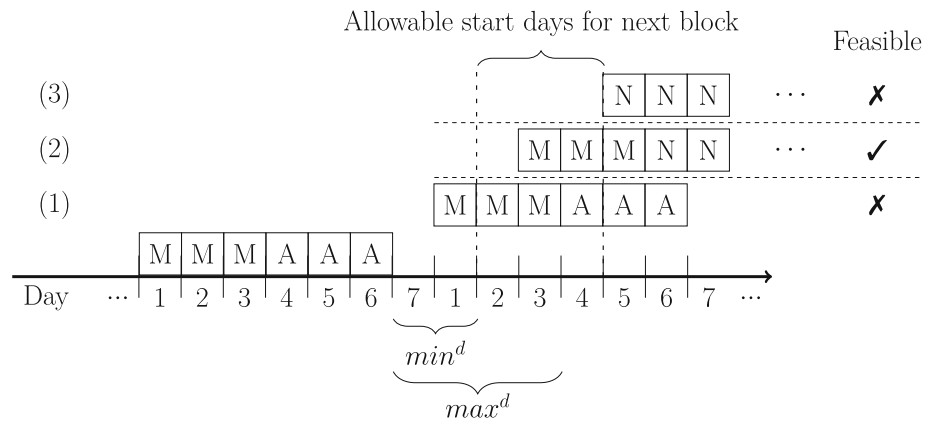 Allowable start days for next block
Feasible
(3) N N N ··· ✗
(2) M M M N N ··· ✓
(1) M M M A A A ✗
M M M A A A
Day ··· 1 2 3 4 5 6 7 1 2 3 4 5 6 7 ···
min^d
max^d